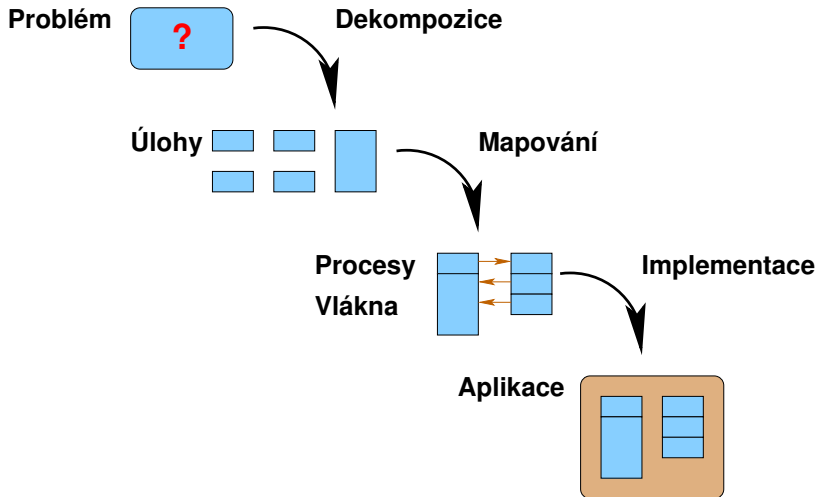 Problém
?
Dekompozice
Úlohy
Mapování
Procesy
Vlákna
Implementace
Aplikace